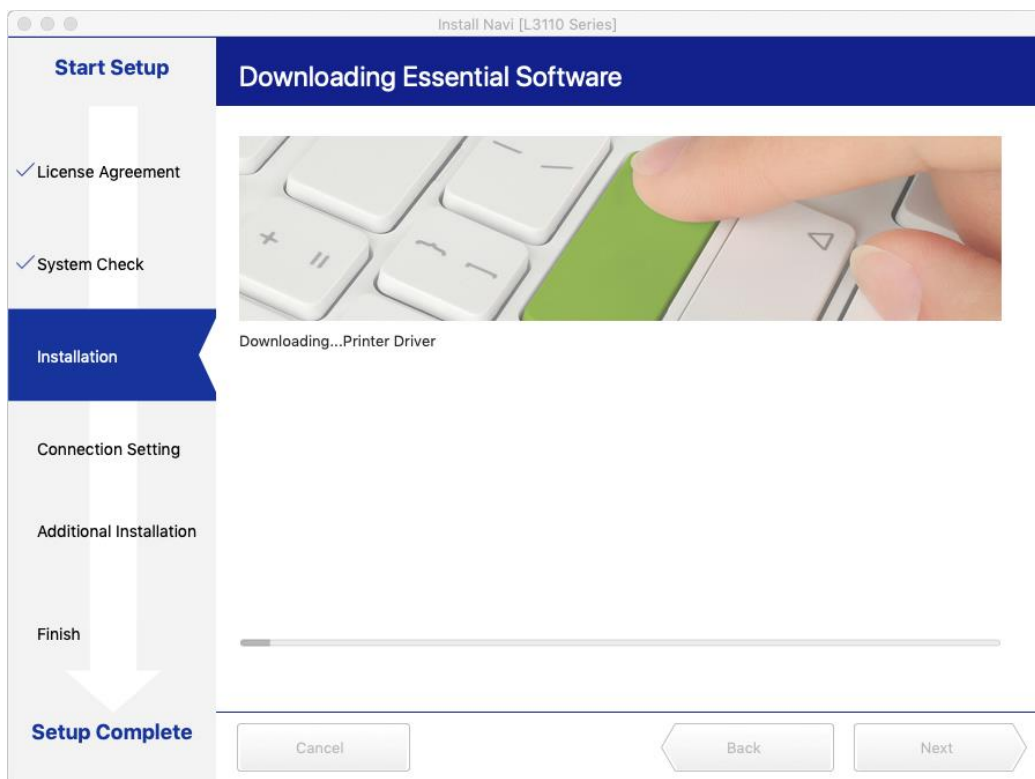 Install Navi [L3110 Series]
Start Setup
License Agreement
System Check
Installation
Connection Setting
Additional Installation
Finish
Setup Complete
Downloading Essential Software
Downloading...Printer Driver
Cancel
Back
Next